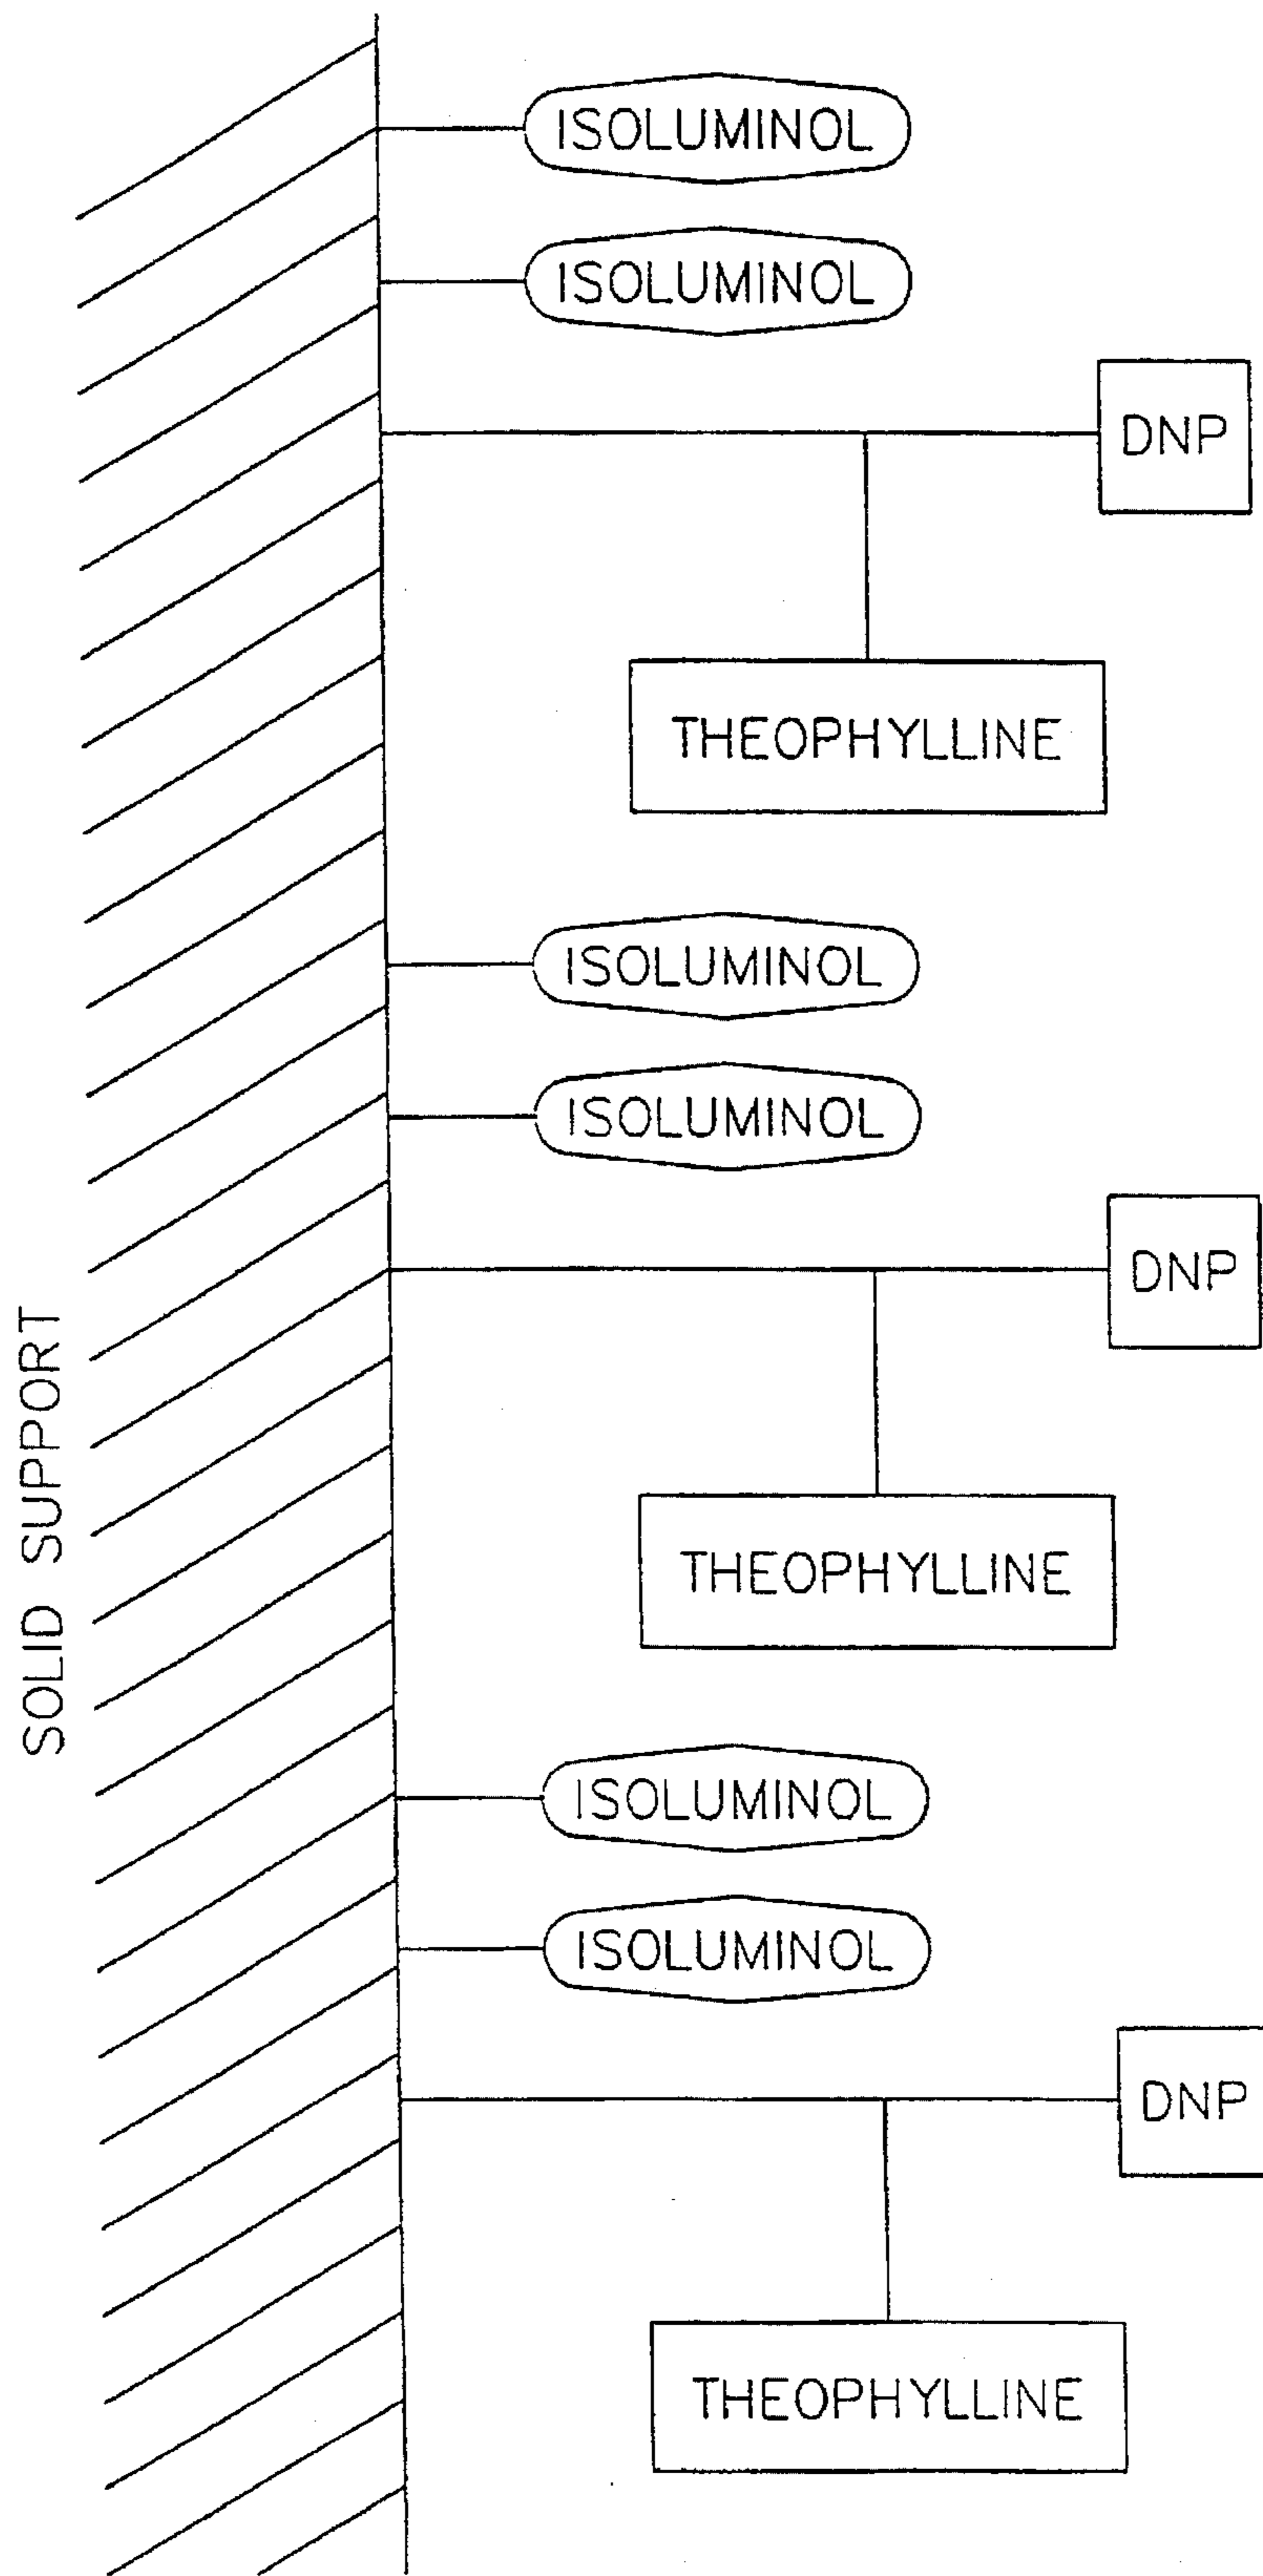 ISOLUMINOL
ISOLUMINOL
DNP
THEOPHYLLINE
ISOLUMINOL
ISOLUMINOL
DNP
SOLID SUPPORT
THEOPHYLLINE
ISOLUMINOL
ISOLUMINOL
DNP
THEOPHYLLINE